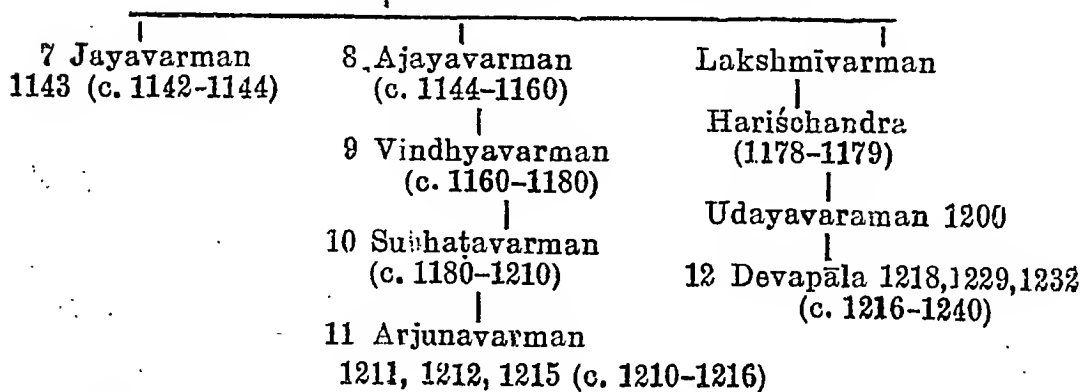 7 Jayavarman
1143 (c. 1142-1144)
8 Ajayavarman
(c. 1144-1160)
9 Vindhyavarman
(c. 1160-1180)
10 Subhaṭavarman
(c. 1180-1210)
11 Arjunavarman
1211, 1212, 1215 (c. 1210-1216)
Lakshmīvarman
Hariśchandra
(1178-1179)
Udayavaraman 1200
12 Devapāla 1218,1229,1232
(c. 1216-1240)